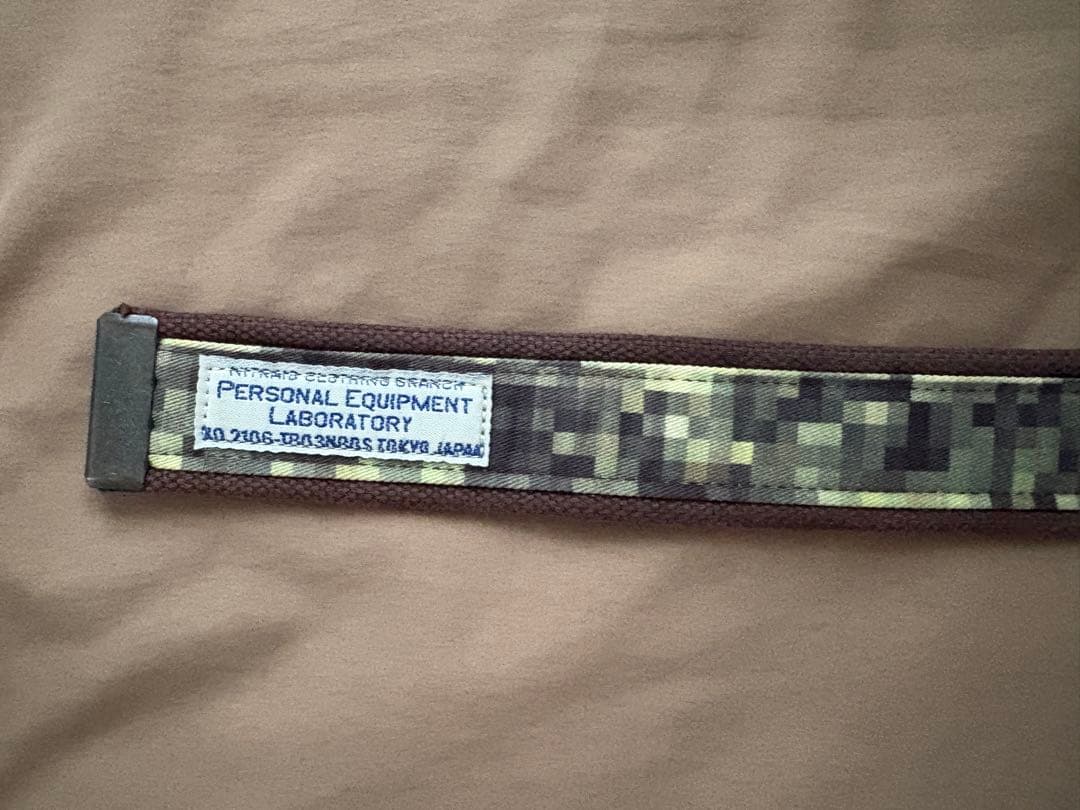 NITRAID CLOTHING BRANCH
PERSONAL EQUIPMENT
LABORATORY
TOKYO JAPAN